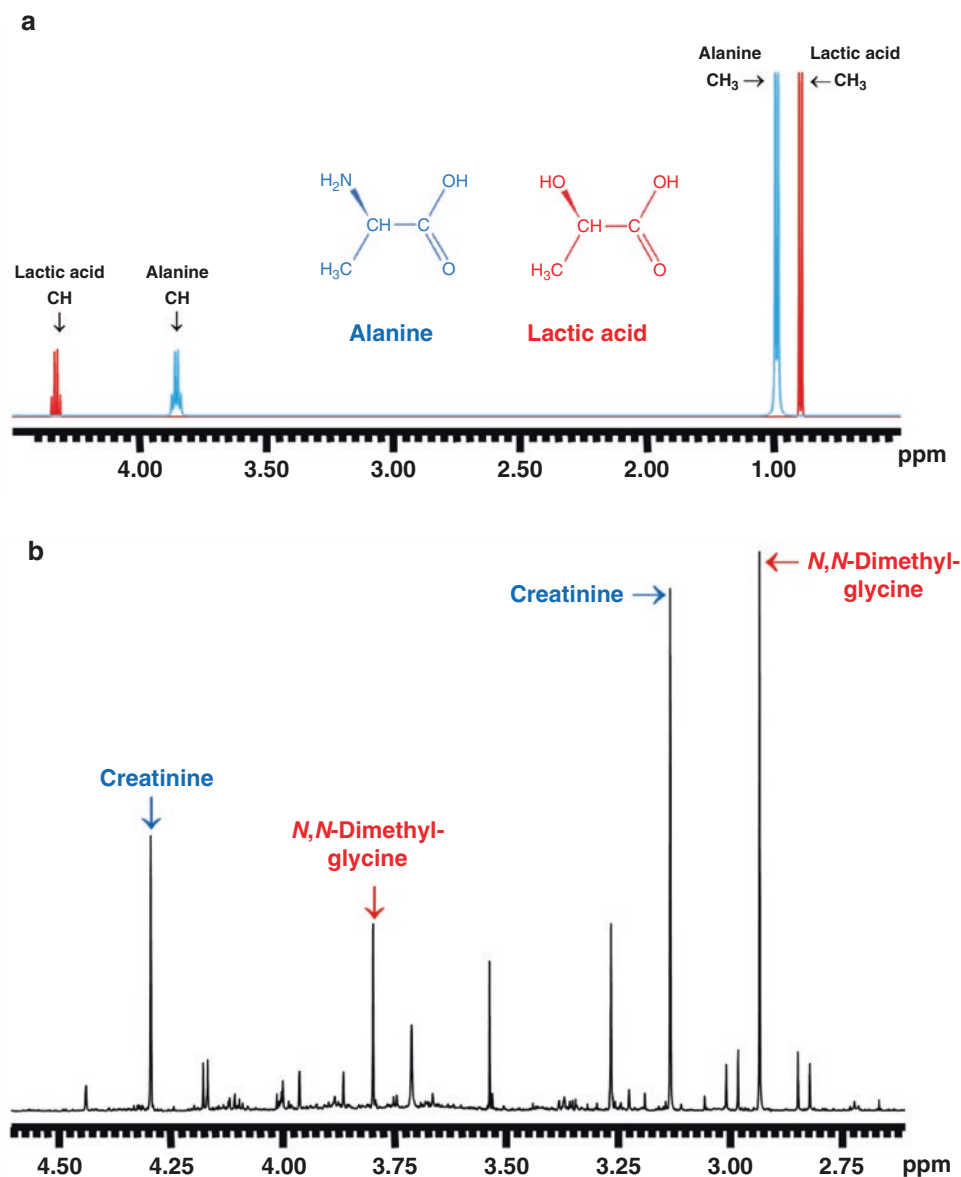 a
Alanine
CH3 →
Lactic acid
← CH3
H2N
OH
CH
C
H3C
O
HO
OH
CH
C
H3C
O
Lactic acid
CH
↓
Alanine
CH
↓
Alanine
Lactic acid
4.00 3.50 3.00 2.50 2.00 1.00 ppm
b
Creatinine →
← N,N-Dimethyl-
glycine
Creatinine
↓
N,N-Dimethyl-
glycine
↓
4.50 4.25 4.00 3.75 3.50 3.25 3.00 2.75 ppm